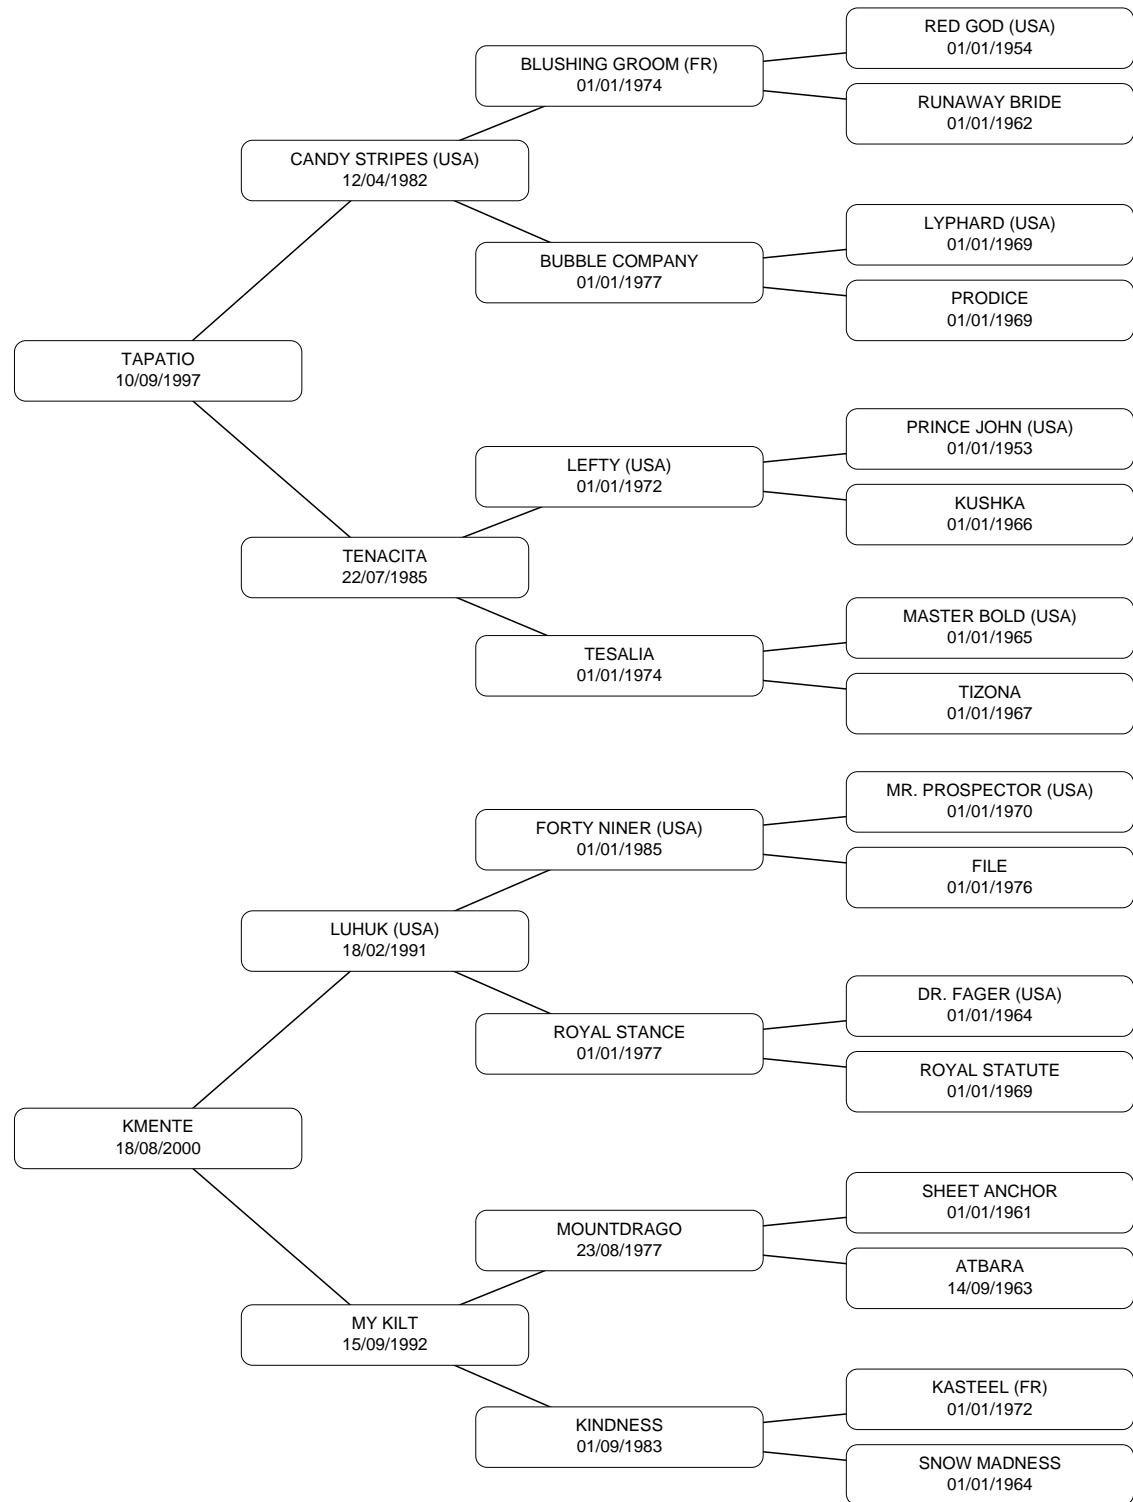 RED GOD (USA)
01/01/1954
BLUSHING GROOM (FR)
01/01/1974
RUNAWAY BRIDE
01/01/1962
CANDY STRIPES (USA)
12/04/1982
LYPHARD (USA)
01/01/1969
BUBBLE COMPANY
01/01/1977
PRODICE
01/01/1969
TAPATIO
10/09/1997
PRINCE JOHN (USA)
01/01/1953
LEFTY (USA)
01/01/1972
KUSHKA
01/01/1966
TENACITA
22/07/1985
MASTER BOLD (USA)
01/01/1965
TESALIA
01/01/1974
TIZONA
01/01/1967
MR. PROSPECTOR (USA)
01/01/1970
FORTY NINER (USA)
01/01/1985
FILE
01/01/1976
LUHUK (USA)
18/02/1991
DR. FAGER (USA)
01/01/1964
ROYAL STANCE
01/01/1977
ROYAL STATUTE
01/01/1969
KMENTE
18/08/2000
SHEET ANCHOR
01/01/1961
MOUNTDRAGO
23/08/1977
ATBARA
14/09/1963
MY KILT
15/09/1992
KASTEEL (FR)
01/01/1972
KINDNESS
01/09/1983
SNOW MADNESS
01/01/1964